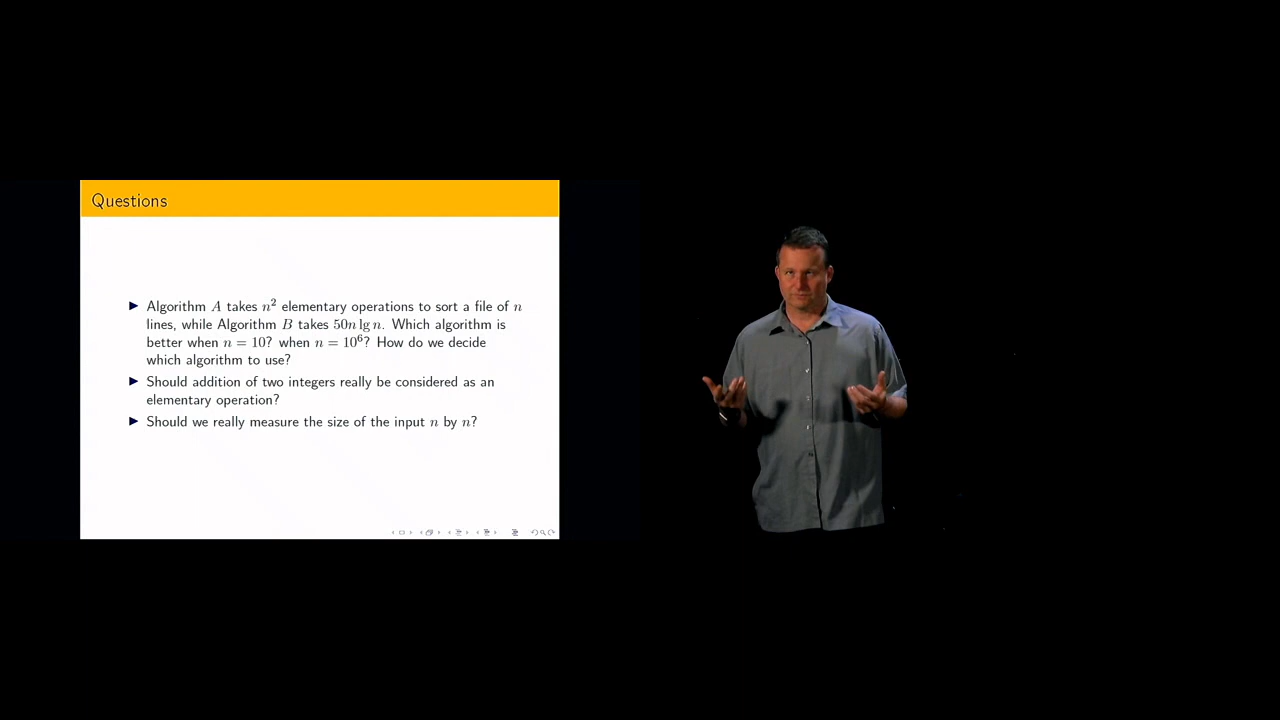 Questions
▶ Algorithm A takes n² elementary operations to sort a file of n
lines, while Algorithm B takes 50n lg n. Which algorithm is
better when n = 10? when n = 10⁶? How do we decide
which algorithm to use?
▶ Should addition of two integers really be considered as an
elementary operation?
▶ Should we really measure the size of the input n by n?